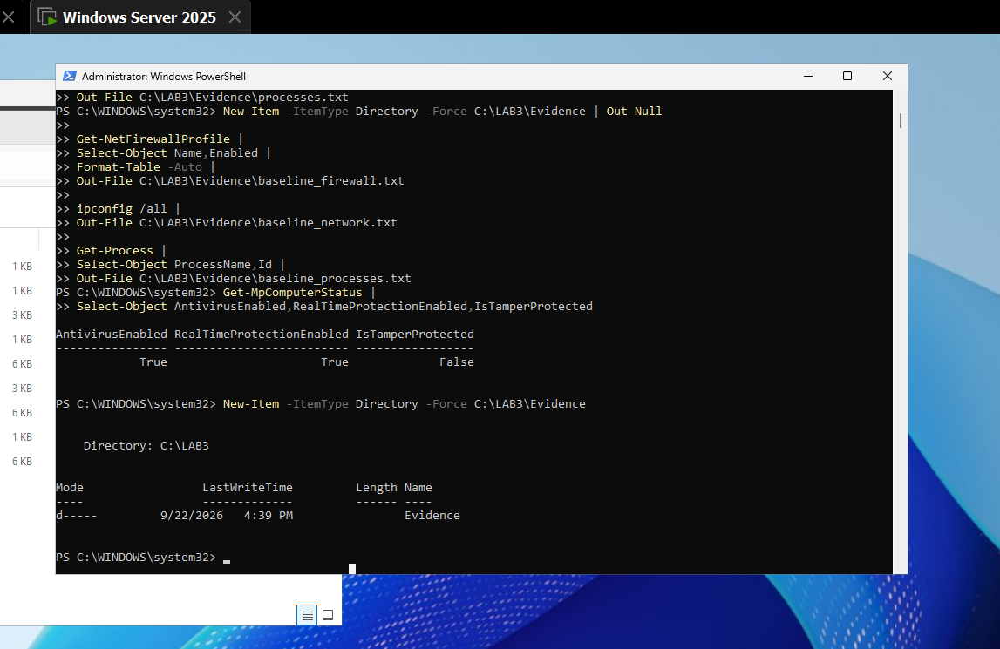 Windows Server 2025
Administrator: Windows PowerShell
>> Out-File C:\LAB3\Evidence\processes.txt
PS C:\WINDOWS\system32> New-Item -ItemType Directory -Force C:\LAB3\Evidence | Out-Null
>>
>> Get-NetFirewallProfile |
>> Select-Object Name,Enabled |
>> Format-Table -Auto |
>> Out-File C:\LAB3\Evidence\baseline_firewall.txt
>>
>> ipconfig /all |
>> Out-File C:\LAB3\Evidence\baseline_network.txt
>>
>> Get-Process |
>> Select-Object ProcessName,Id |
>> Out-File C:\LAB3\Evidence\baseline_processes.txt
PS C:\WINDOWS\system32> Get-MpComputerStatus |
>> Select-Object AntivirusEnabled,RealTimeProtectionEnabled,IsTamperProtected
AntivirusEnabled RealTimeProtectionEnabled IsTamperProtected
---------------- ------------------------- -----------------
True True False
PS C:\WINDOWS\system32> New-Item -ItemType Directory -Force C:\LAB3\Evidence
Directory: C:\LAB3
Mode LastWriteTime Length Name
---- ------------- ------ ----
d----- 9/22/2026 4:39 PM Evidence
PS C:\WINDOWS\system32>
1 KB
1 KB
3 KB
1 KB
6 KB
3 KB
6 KB
1 KB
6 KB